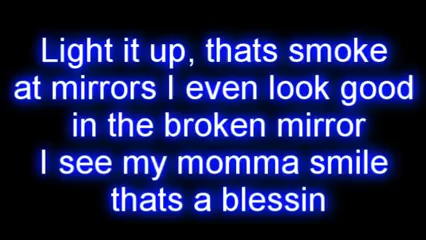 Light it up, thats smoke
at mirrors I even look good
in the broken mirror
I see my momma smile
thats a blessin